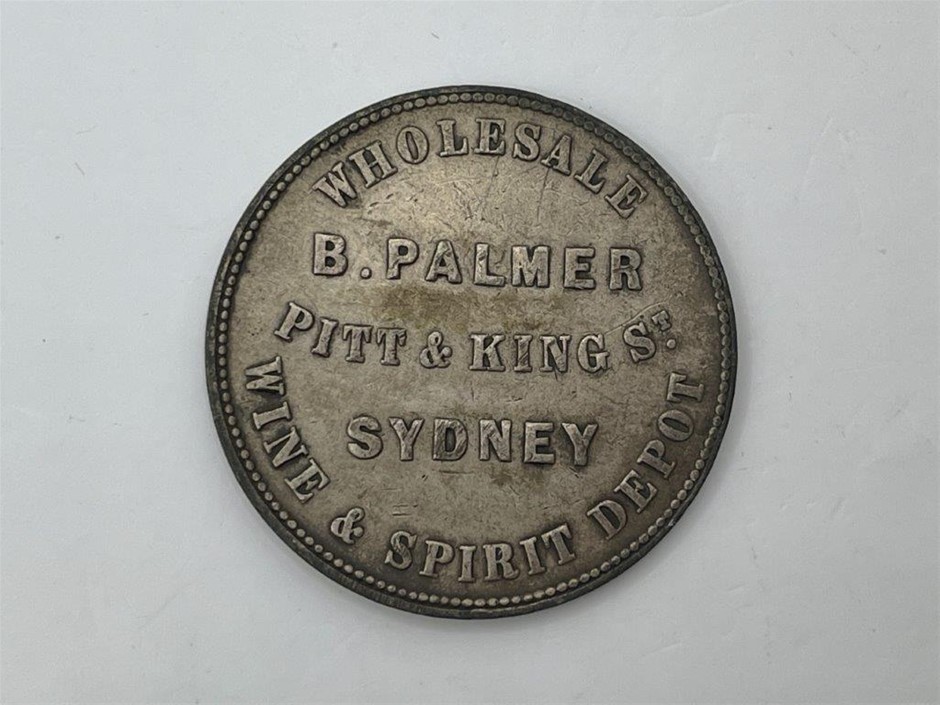 WHOLESALE
B. PALMER
PITT & KING ST.
SYDNEY
WINE & SPIRIT DEPOT